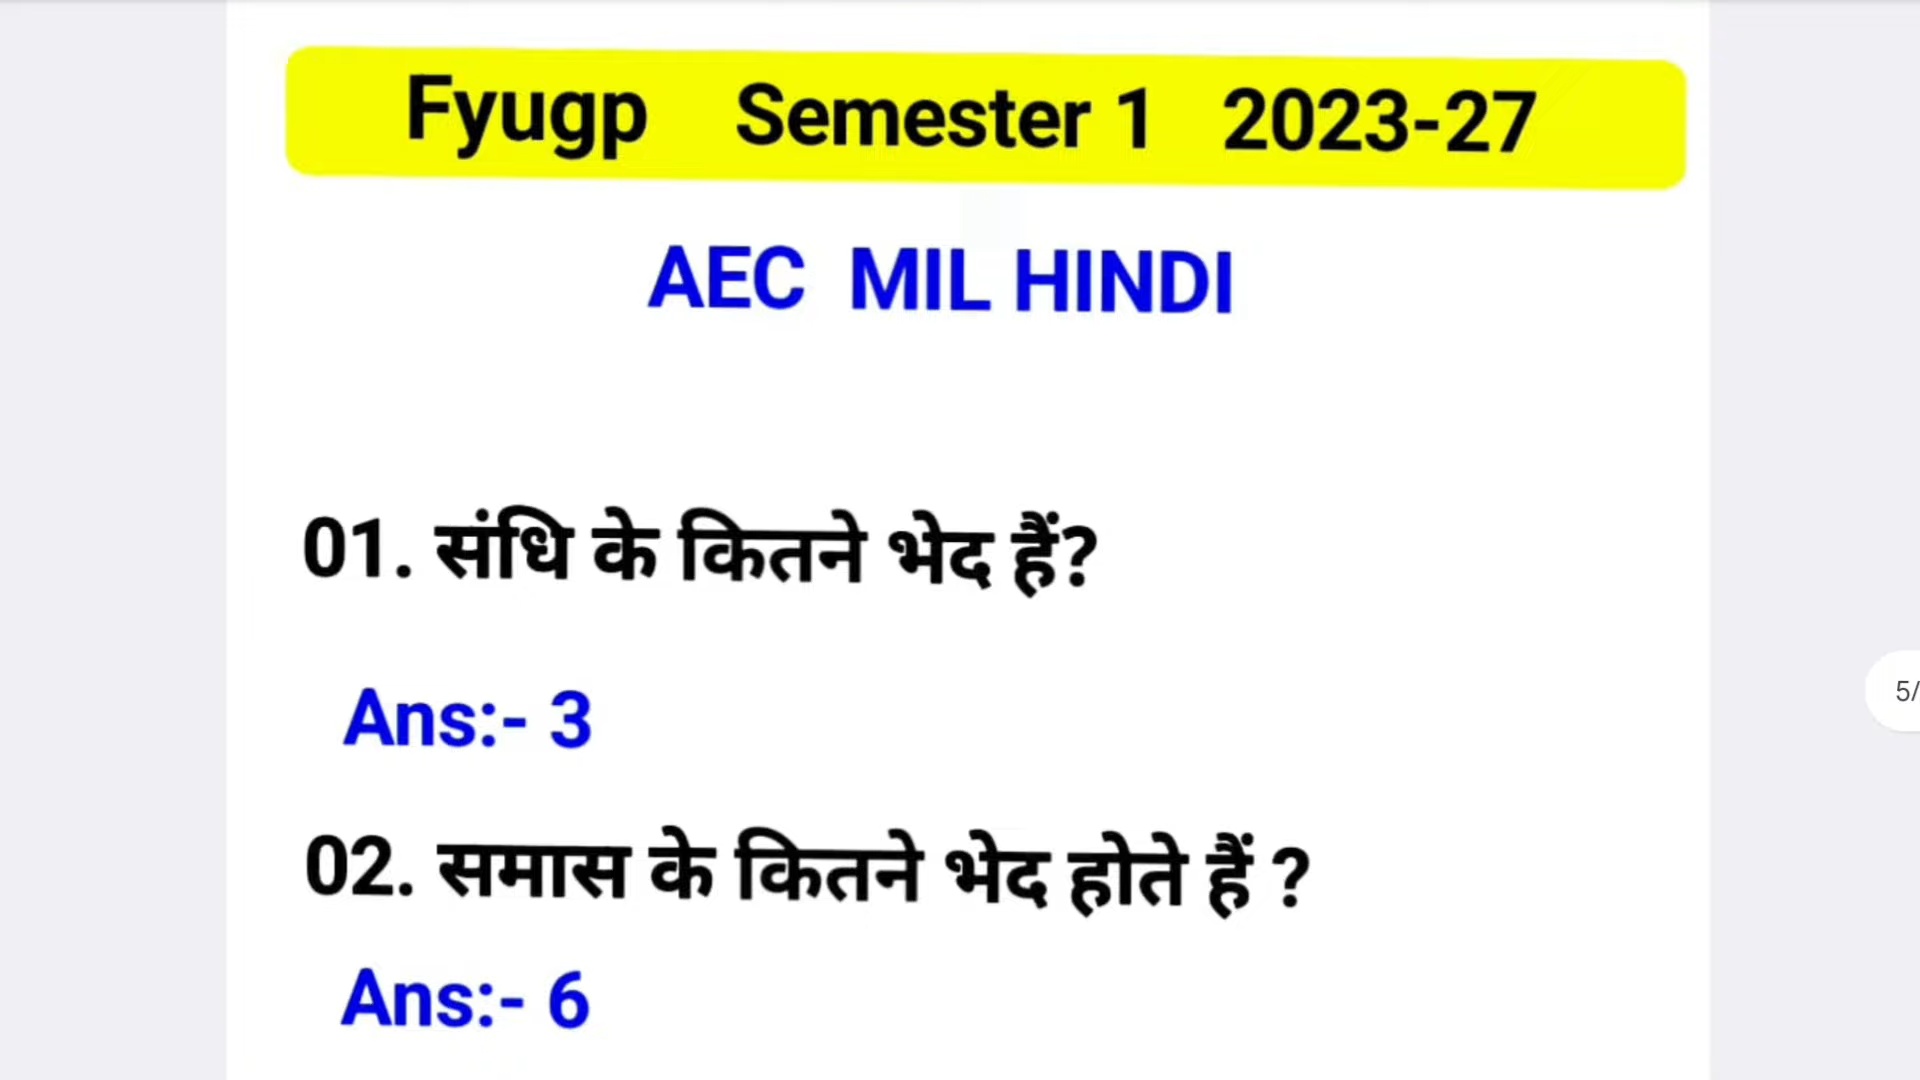 Fyugp Semester 1 2023-27
AEC MIL HINDI
01. संधि के कितने भेद हैं?
Ans:- 3
5/
02. समास के कितने भेद होते हैं ?
Ans:- 6